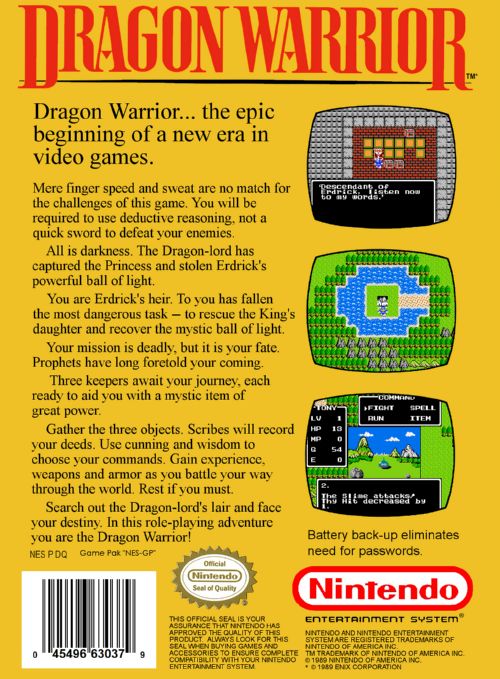 DRAGON WARRIOR
TM*
Dragon Warrior... the epic
beginning of a new era in
video games.
Mere finger speed and sweat are no match for
the challenges of this game. You will be
required to use deductive reasoning, not a
quick sword to defeat your enemies.
All is darkness. The Dragon-lord has
captured the Princess and stolen Erdrick's
powerful ball of light.
You are Erdrick's heir. To you has fallen
the most dangerous task – to rescue the King's
daughter and recover the mystic ball of light.
Your mission is deadly, but it is your fate.
Prophets have long foretold your coming.
Three keepers await your journey, each
ready to aid you with a mystic item of
great power.
Gather the three objects. Scribes will record
your deeds. Use cunning and wisdom to
choose your commands. Gain experience,
weapons and armor as you battle your way
through the world. Rest if you must.
Search out the Dragon-lord's lair and face
your destiny. In this role-playing adventure
you are the Dragon Warrior!
'Descendant of
Erdrick, listen now
to my words.'
COMMAND
FIGHT SPELL
RUN ITEM
TONY
LV 1
HP 13
MP 0
G 54
E 0
2.
The Slime attacks!
Thy Hit decreased by
1.
Battery back-up eliminates
need for passwords.
NES P DQ Game Pak "NES-GP"
Official
Nintendo
Seal of Quality
0 45496 63037 9
THIS OFFICIAL SEAL IS YOUR
ASSURANCE THAT NINTENDO HAS
APPROVED THE QUALITY OF THIS
PRODUCT. ALWAYS LOOK FOR THIS
SEAL WHEN BUYING GAMES AND
ACCESSORIES TO ENSURE COMPLETE
COMPATIBILITY WITH YOUR NINTENDO
ENTERTAINMENT SYSTEM.
Nintendo®
ENTERTAINMENT SYSTEM®
NINTENDO AND NINTENDO ENTERTAINMENT
SYSTEM ARE REGISTERED TRADEMARKS OF
NINTENDO OF AMERICA INC.
TM TRADEMARK OF NINTENDO OF AMERICA INC.
© 1989 NINTENDO OF AMERICA INC.
* © 1989 ENIX CORPORATION